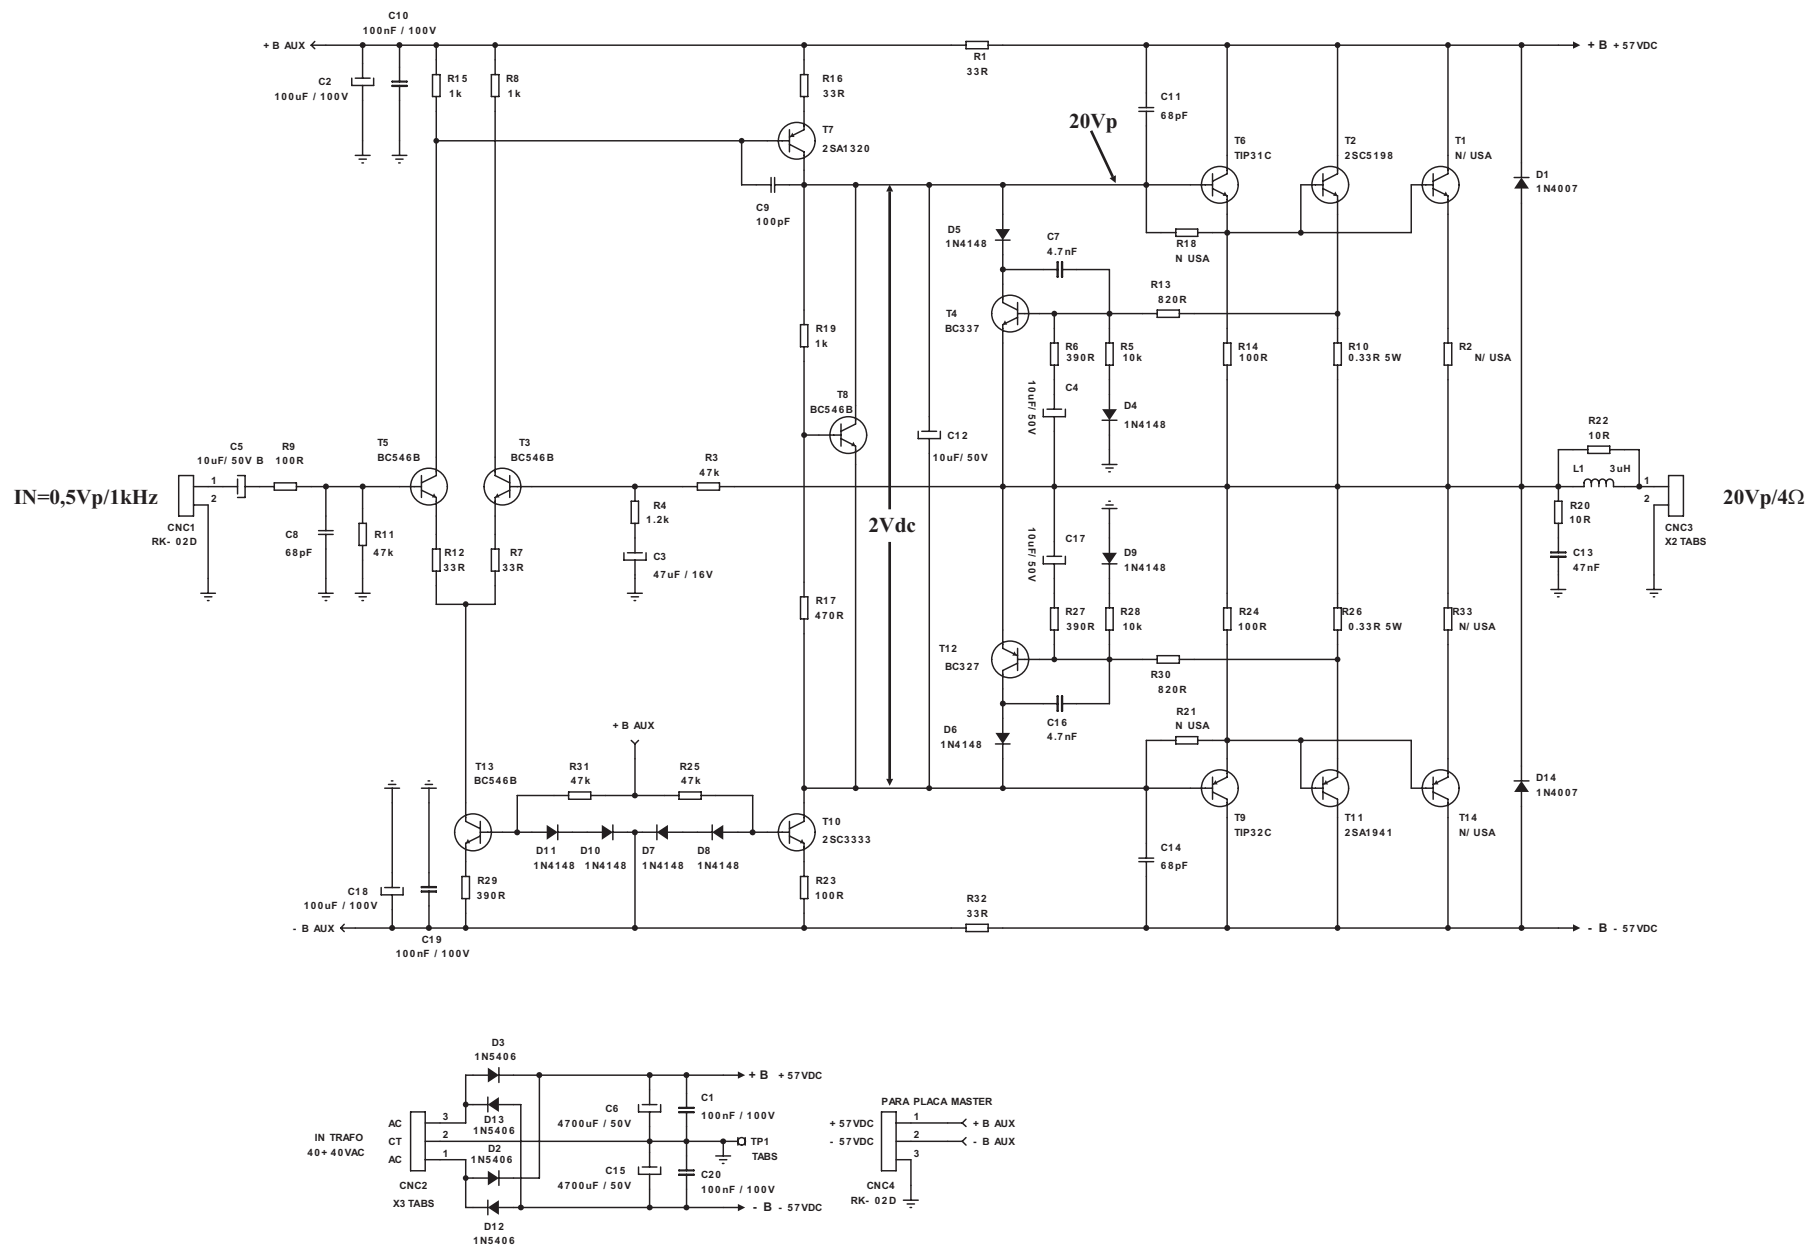 C10
100nF / 100V
+ B AUX
R1
33R
+ B + 57VDC
C2
100uF / 100V
R15
1k
R8
1k
R16
33R
T7
2SA1320
C9
100pF
20Vp
C11
68pF
T6
TIP31C
T2
2SC5198
T1
N/ USA
D1
1N4007
D5
1N4148
C7
4.7nF
R18
N USA
R13
820R
T4
BC337
R19
1k
R6
390R
R5
10k
R14
100R
R10
0.33R 5W
R2
N/ USA
T8
BC546B
C12
10uF/ 50V
10uF/ 50V
C4
D4
1N4148
C5
10uF/ 50V B
R9
100R
T5
BC546B
T3
BC546B
R3
47k
R22
10R
L1 3uH
IN=0,5Vp/1kHz
1
2
CNC1
RK- 02D
C8
68pF
R11
47k
R12
33R
R7
33R
R4
1.2k
C3
47uF / 16V
2Vdc
1
2
CNC3
X2 TABS
20Vp/4Ω
R20
10R
C13
47nF
10uF/ 50V
C17
D9
1N4148
R17
470R
R27
390R
R28
10k
R24
100R
R26
0.33R 5W
R33
N/ USA
T12
BC327
R30
820R
C16
4.7nF
R21
N USA
D6
1N4148
+ B AUX
T13
BC546B
R31
47k
R25
47k
T10
2SC3333
D11
1N4148
D10
1N4148
D7
1N4148
D8
1N4148
T9
TIP32C
T11
2SA1941
T14
N/ USA
D14
1N4007
C14
68pF
C18
100uF / 100V
R29
390R
R23
100R
R32
33R
- B AUX
C19
100nF / 100V
- B - 57VDC
D3
1N5406
D13
1N5406
D2
1N5406
D12
1N5406
IN TRAFO
40+ 40VAC
AC
CT
AC
3
2
1
CNC2
X3 TABS
C6
4700uF / 50V
C1
100nF / 100V
C15
4700uF / 50V
C20
100nF / 100V
+ B + 57VDC
TP1
TABS
- B - 57VDC
PARA PLACA MASTER
+ 57VDC
- 57VDC
1
2
3
+ B AUX
- B AUX
CNC4
RK- 02D